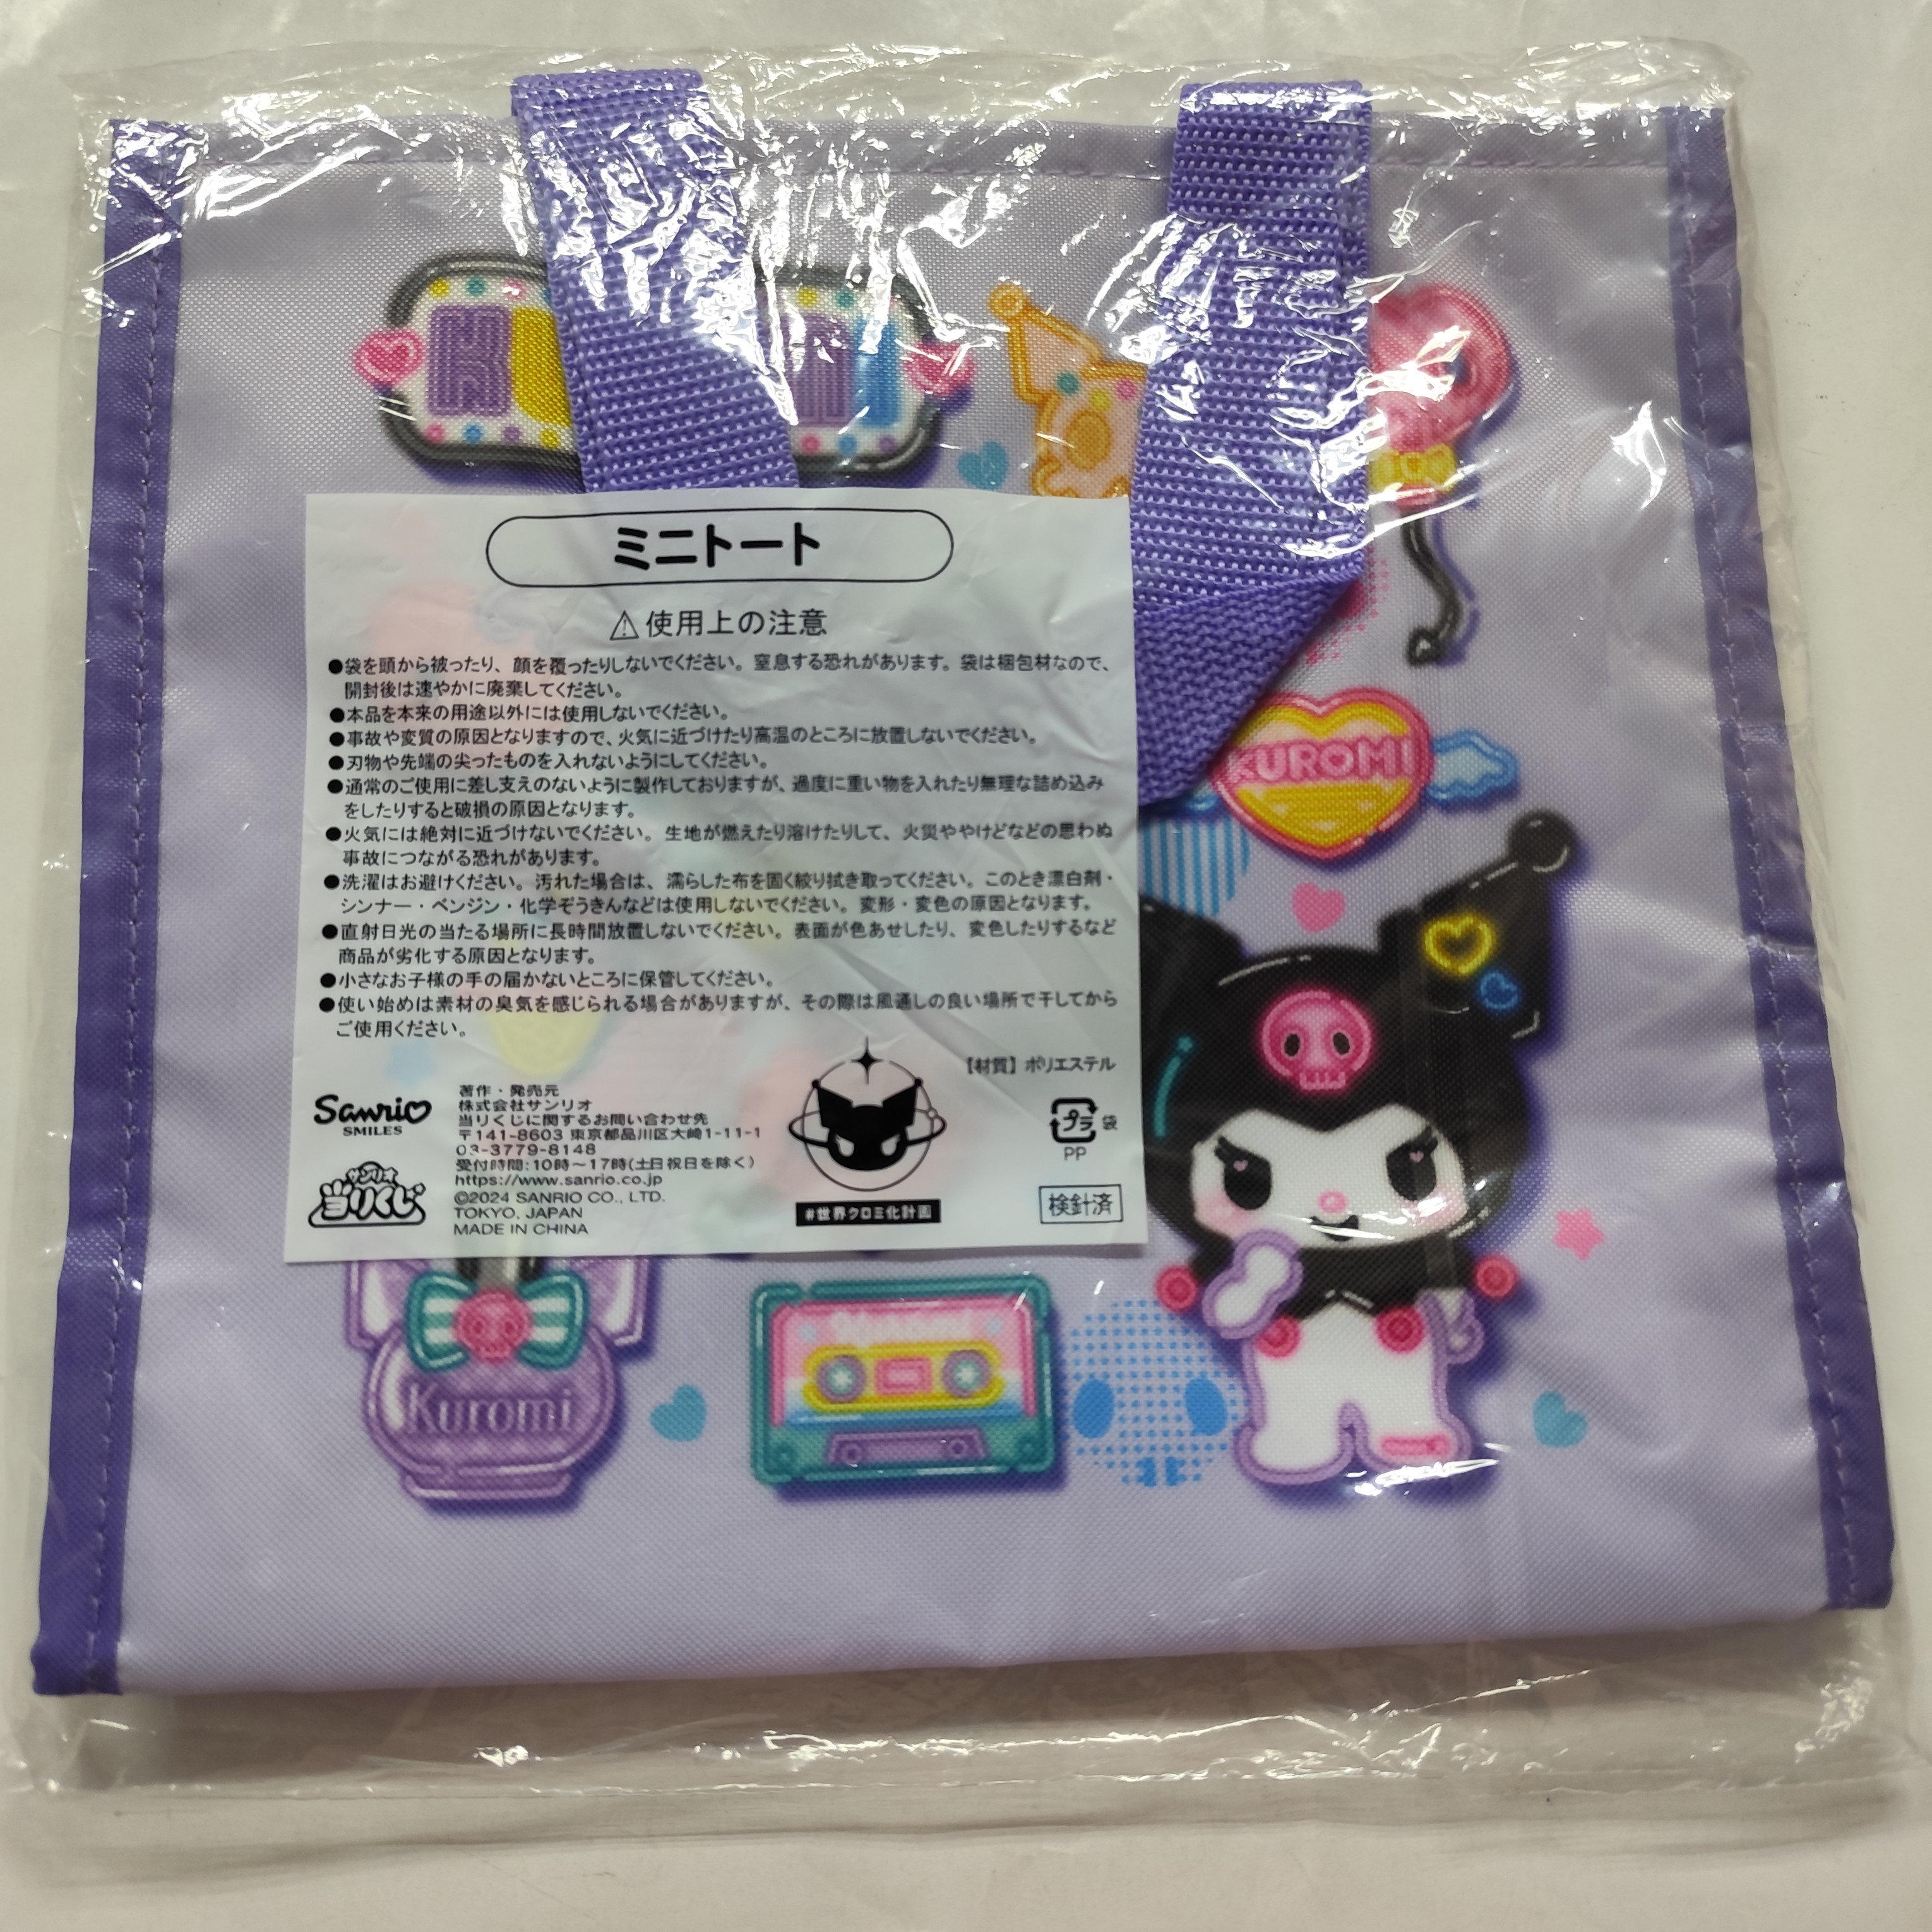 KUROMI
ミニトート
⚠使用上の注意
●袋を頭から被ったり、顔を覆ったりしないでください。窒息する恐れがあります。袋は梱包材なので、
開封後は速やかに廃棄してください。
●本品を本来の用途以外には使用しないでください。
●事故や変質の原因となりますので、火気に近づけたり高温のところに放置しないでください。
●刃物や先端の尖ったものを入れないようにしてください。
●通常のご使用に差し支えのないように製作しておりますが、過度に重い物を入れたり無理な詰め込み
をしたりすると破損の原因となります。
●火気には絶対に近づけないでください。生地が燃えたり溶けたりして、火災ややけどなどの思わぬ
事故につながる恐れがあります。
●洗濯はお避けください。汚れた場合は、濡らした布を固く絞り拭き取ってください。このとき漂白剤・
シンナー・ベンジン・化学ぞうきんなどは使用しないでください。変形・変色の原因となります。
●直射日光の当たる場所に長時間放置しないでください。表面が色あせしたり、変色したりするなど
商品が劣化する原因となります。
●小さなお子様の手の届かないところに保管してください。
●使い始めは素材の臭気を感じられる場合がありますが、その際は風通しの良い場所で干してから
ご使用ください。
【材質】ポリエステル
Sanrio
SMILES
サンリオ
当りくじ
著作・発売元
株式会社サンリオ
当りくじに関するお問い合わせ先
〒141-8603 東京都品川区大崎1-11-1
03-3779-8148
受付時間:10時～17時(土日祝日を除く)
https://www.sanrio.co.jp
©2024 SANRIO CO., LTD.
TOKYO, JAPAN
MADE IN CHINA
#世界クロミ化計画
プラ 袋
PP
検針済
Kuromi